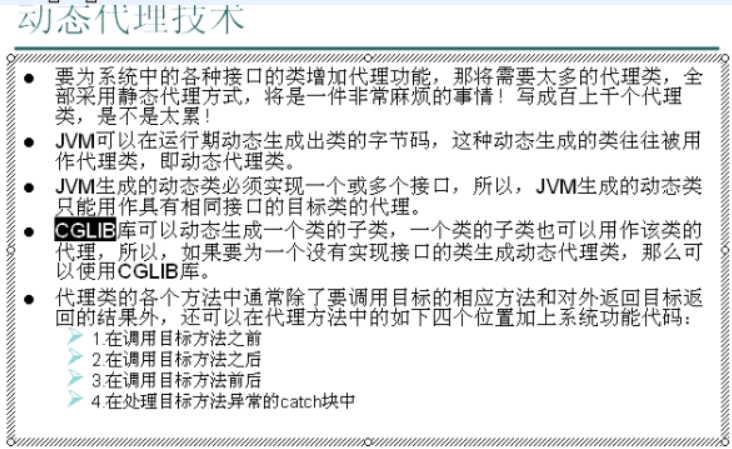 动态代理技术
要为系统中的各种接口的类增加代理功能，那将需要太多的代理类，全
部采用静态代理方式，将是一件非常麻烦的事情！写成百上千个代理
类，是不是太累！
JVM可以在运行期动态生成出类的字节码，这种动态生成的类往往被用
作代理类，即动态代理类。
JVM生成的动态类必须实现一个或多个接口，所以，JVM生成的动态类
只能用作具有相同接口的目标类的代理。
CGLIB库可以动态生成一个类的子类，一个类的子类也可以用作该类的
代理，所以，如果要为一个没有实现接口的类生成动态代理类，那么可
以使用CGLIB库。
代理类的各个方法中通常除了要调用目标的相应方法和对外返回目标返
回的结果外，还可以在代理方法中的如下四个位置加上系统功能代码：
1.在调用目标方法之前
2.在调用目标方法之后
3.在调用目标方法前后
4.在处理目标方法异常的catch块中